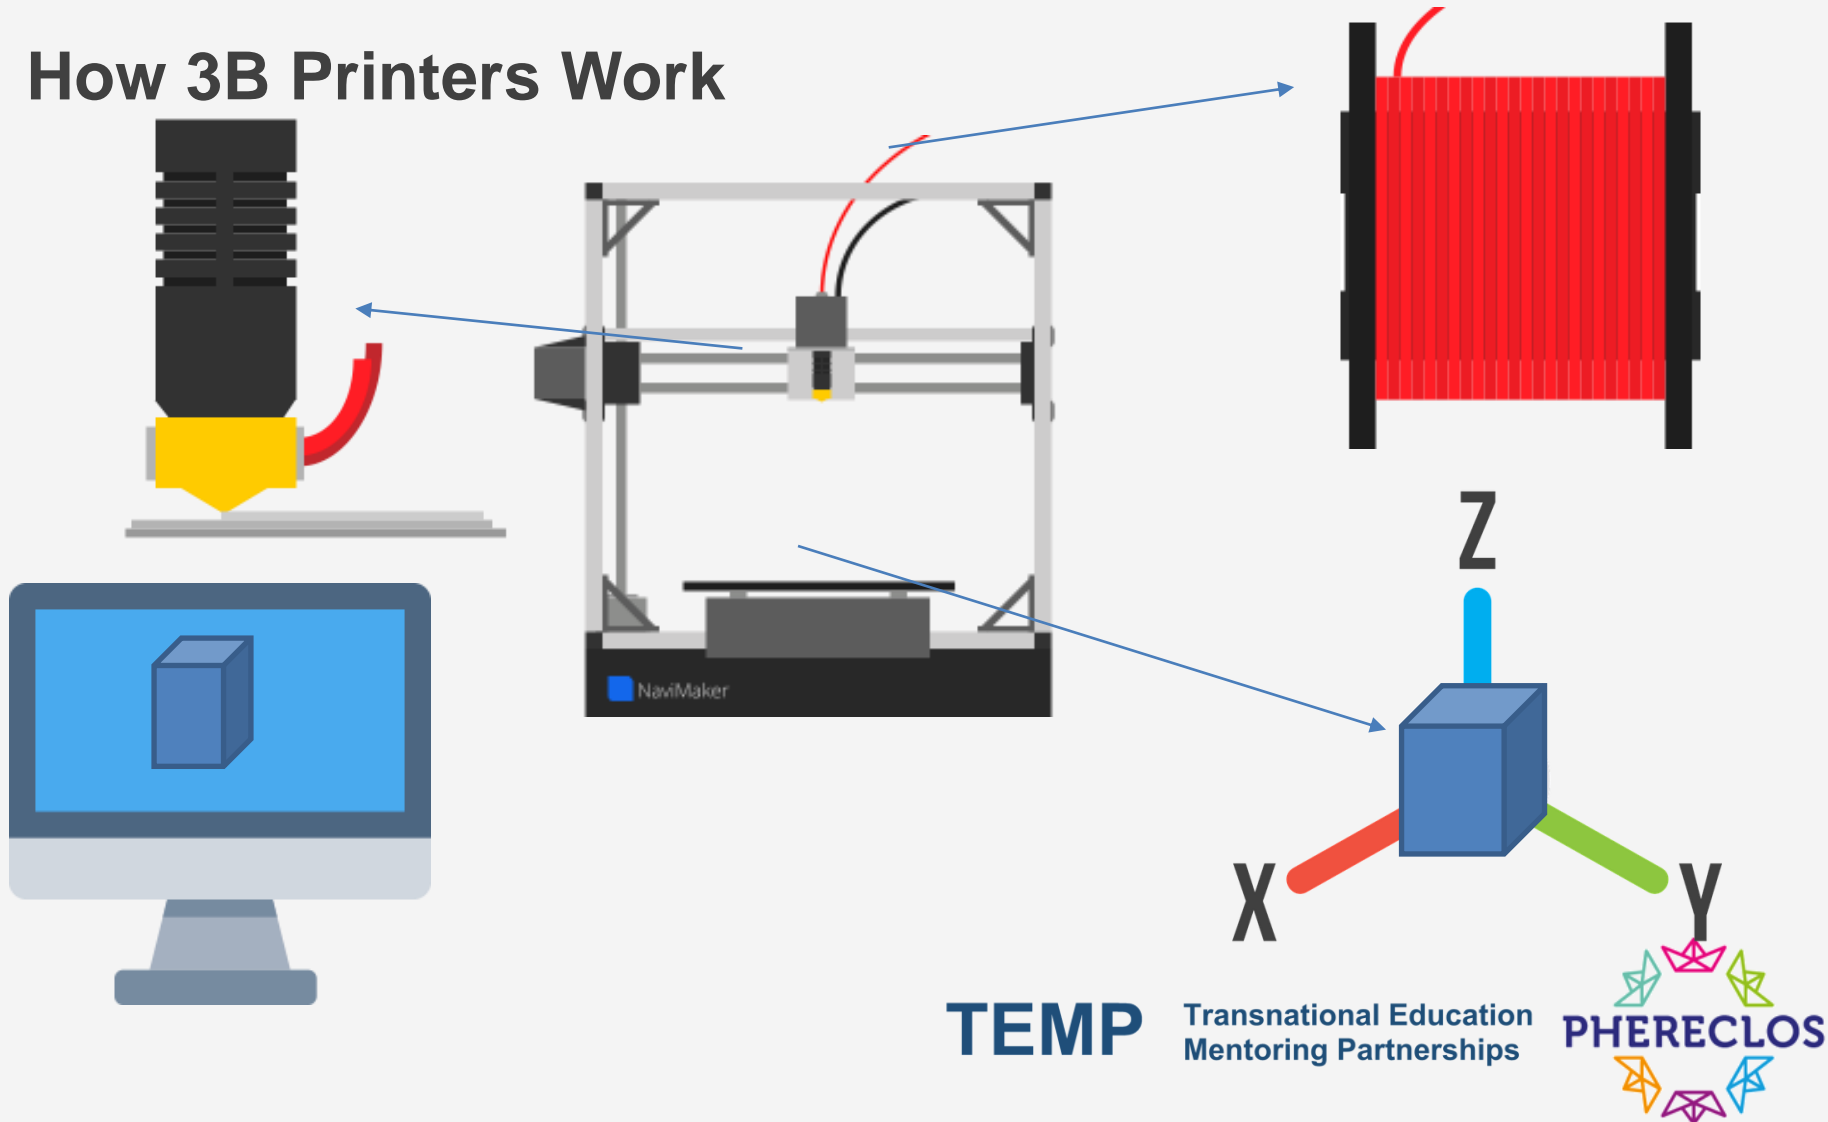 How 3B Printers Work
NaviMaker
Z
X
Y
TEMP
Transnational Education
Mentoring Partnerships
PHERECLOS